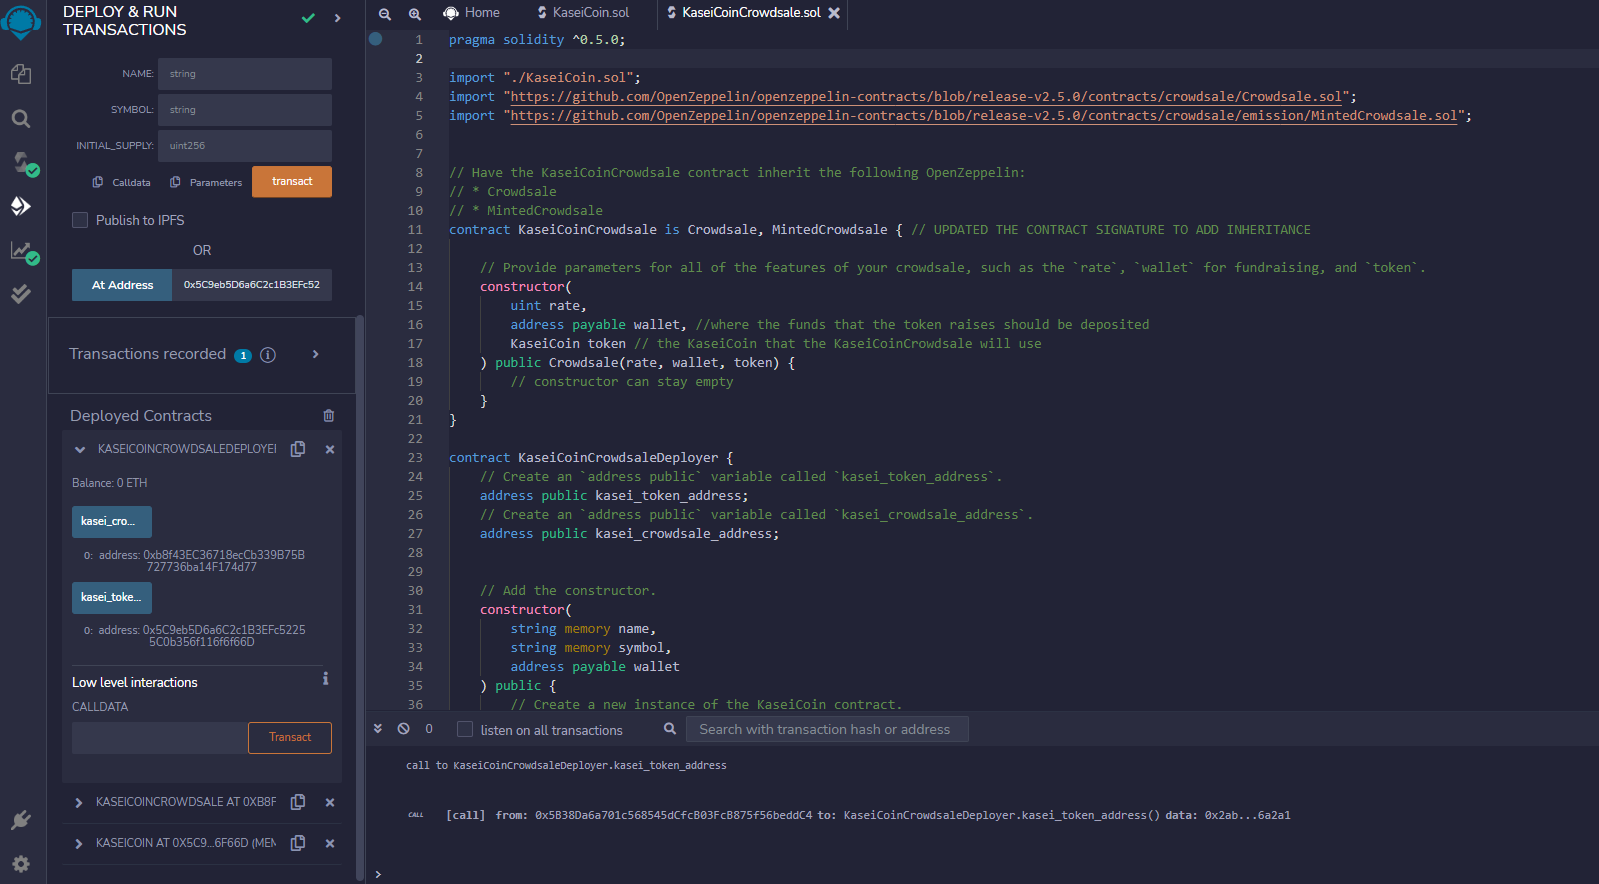 DEPLOY & RUN
TRANSACTIONS
NAME: string
SYMBOL: string
INITIAL_SUPPLY: uint256
Calldata Parameters transact
Publish to IPFS
OR
At Address 0x5C9eb5D6a6C2c1B3EFc52
Transactions recorded 1 i
Deployed Contracts
KASEICOINCROWDSALEDEPLOYE
Balance: 0 ETH
kasei_cro...
0: address: 0xb8f43EC36718ecCb339B75B
727736ba14F174d77
kasei_toke...
0: address: 0x5C9eb5D6a6C2c1B3EFc5225
5C0b356f116f6f66D
Low level interactions i
CALLDATA
Transact
KASEICOINCROWDSALE AT 0XB8F
KASEICOIN AT 0X5C9...6F66D (MEM
Home KaseiCoin.sol KaseiCoinCrowdsale.sol
1 pragma solidity ^0.5.0;
2
3 import "./KaseiCoin.sol";
4 import "https://github.com/OpenZeppelin/openzeppelin-contracts/blob/release-v2.5.0/contracts/crowdsale/Crowdsale.sol";
5 import "https://github.com/OpenZeppelin/openzeppelin-contracts/blob/release-v2.5.0/contracts/crowdsale/emission/MintedCrowdsale.sol";
6
7
8 // Have the KaseiCoinCrowdsale contract inherit the following OpenZeppelin:
9 // * Crowdsale
10 // * MintedCrowdsale
11 contract KaseiCoinCrowdsale is Crowdsale, MintedCrowdsale { // UPDATED THE CONTRACT SIGNATURE TO ADD INHERITANCE
12
13 // Provide parameters for all of the features of your crowdsale, such as the `rate`, `wallet` for fundraising, and `token`.
14 constructor(
15 uint rate,
16 address payable wallet, //where the funds that the token raises should be deposited
17 KaseiCoin token // the KaseiCoin that the KaseiCoinCrowdsale will use
18 ) public Crowdsale(rate, wallet, token) {
19 // constructor can stay empty
20 }
21 }
22
23 contract KaseiCoinCrowdsaleDeployer {
24 // Create an `address public` variable called `kasei_token_address`.
25 address public kasei_token_address;
26 // Create an `address public` variable called `kasei_crowdsale_address`.
27 address public kasei_crowdsale_address;
28
29
30 // Add the constructor.
31 constructor(
32 string memory name,
33 string memory symbol,
34 address payable wallet
35 ) public {
36 // Create a new instance of the KaseiCoin contract.
0 listen on all transactions Search with transaction hash or address
call to KaseiCoinCrowdsaleDeployer.kasei_token_address
CALL [call] from: 0x5B38Da6a701c568545dCfcB03FcB875f56beddC4 to: KaseiCoinCrowdsaleDeployer.kasei_token_address() data: 0x2ab...6a2a1
>